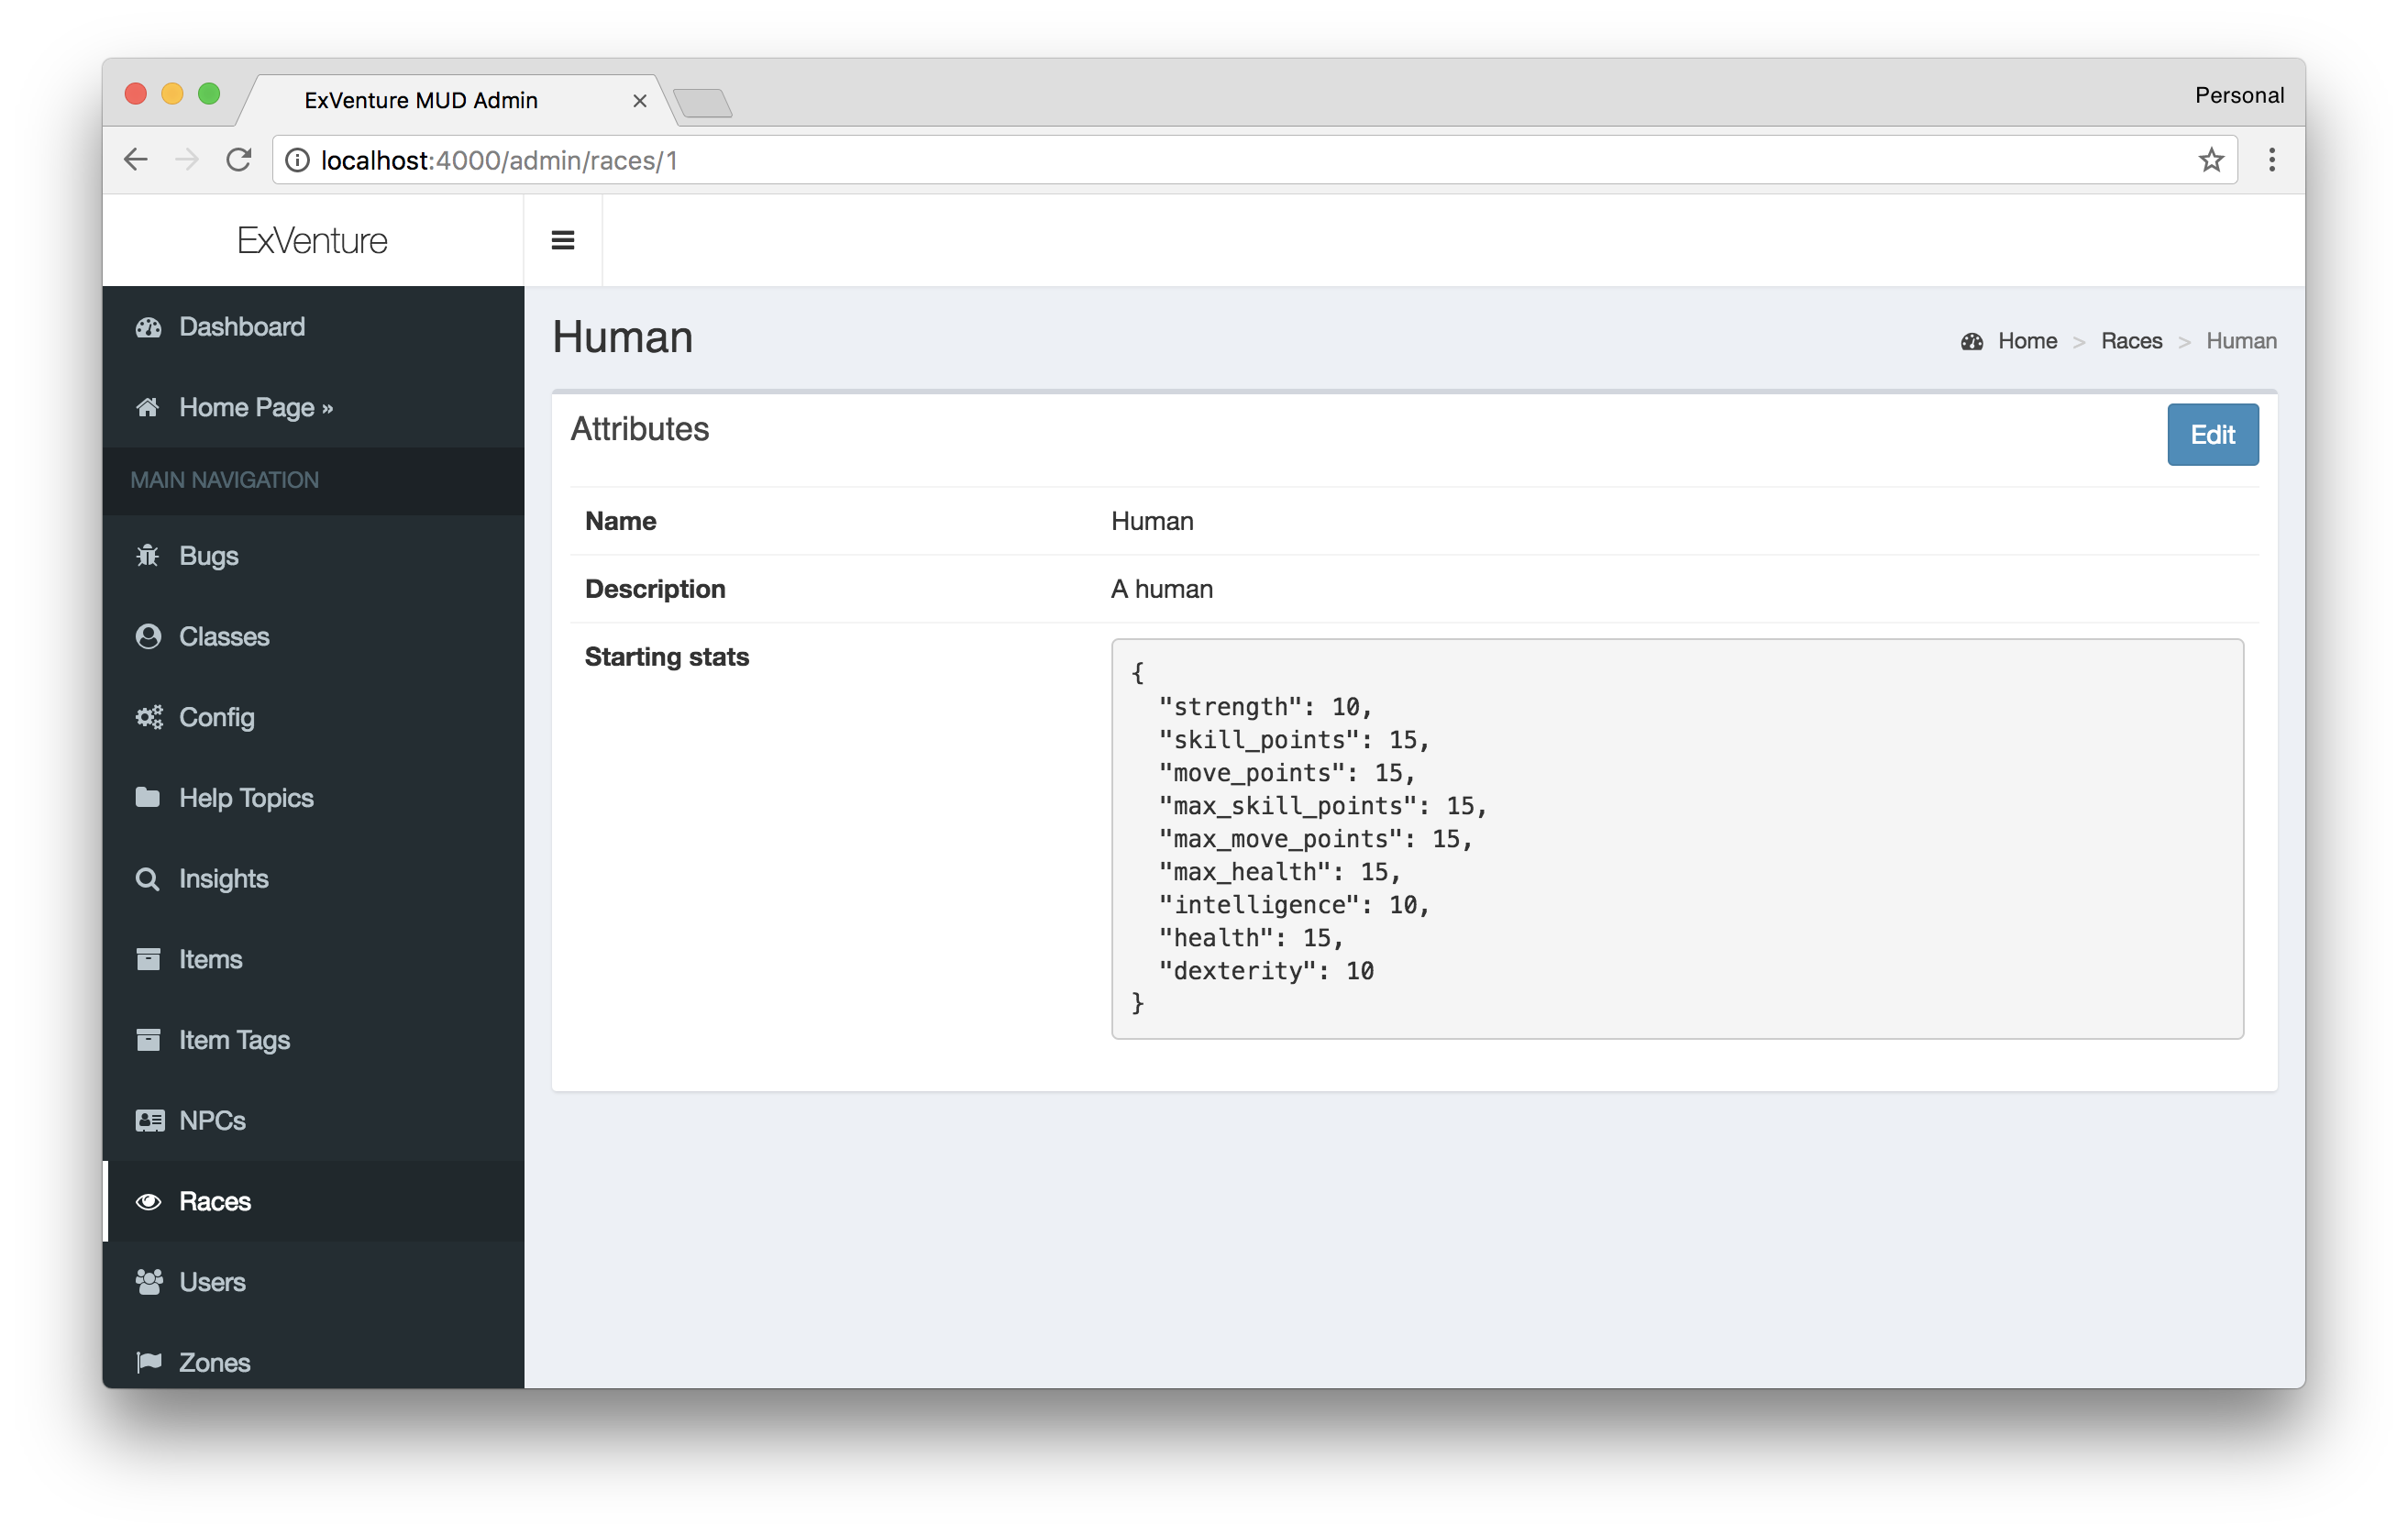 ExVenture MUD Admin
Personal
localhost:4000/admin/races/1
ExVenture
Dashboard
Home Page »
MAIN NAVIGATION
Bugs
Classes
Config
Help Topics
Insights
Items
Item Tags
NPCs
Races
Users
Zones
Human
Home > Races > Human
Attributes
Edit
Name Human
Description A human
Starting stats
{
  "strength": 10,
  "skill_points": 15,
  "move_points": 15,
  "max_skill_points": 15,
  "max_move_points": 15,
  "max_health": 15,
  "intelligence": 10,
  "health": 15,
  "dexterity": 10
}